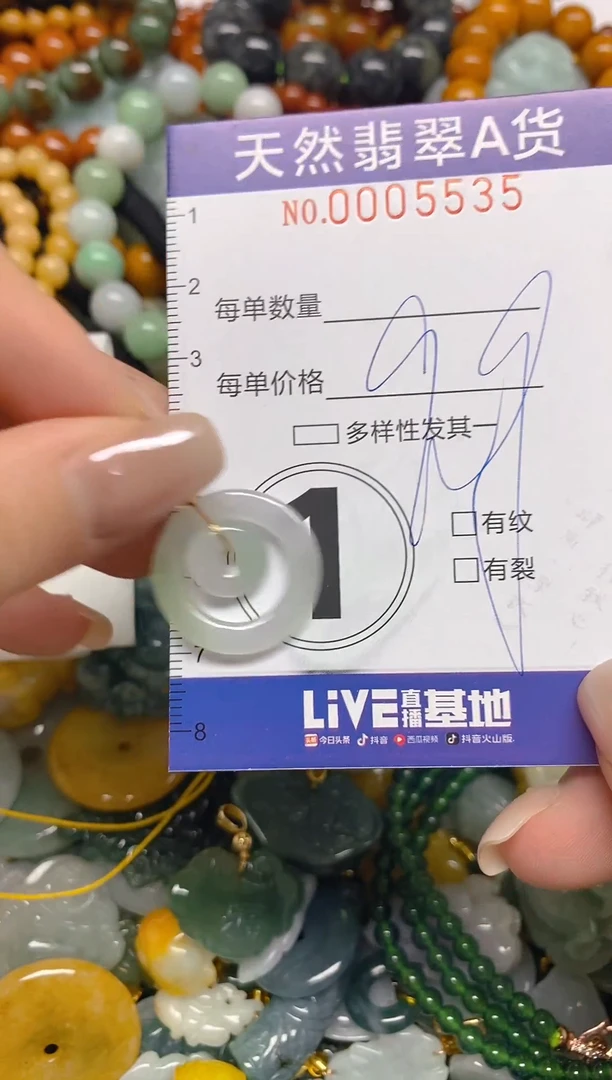 天然翡翠A货
NO.0005535
1
2
每单数量
3
每单价格
多样性发其一
1
有纹
有裂
7
LiVE直播基地
8
今日头条 抖音 西瓜视频 抖音火山版